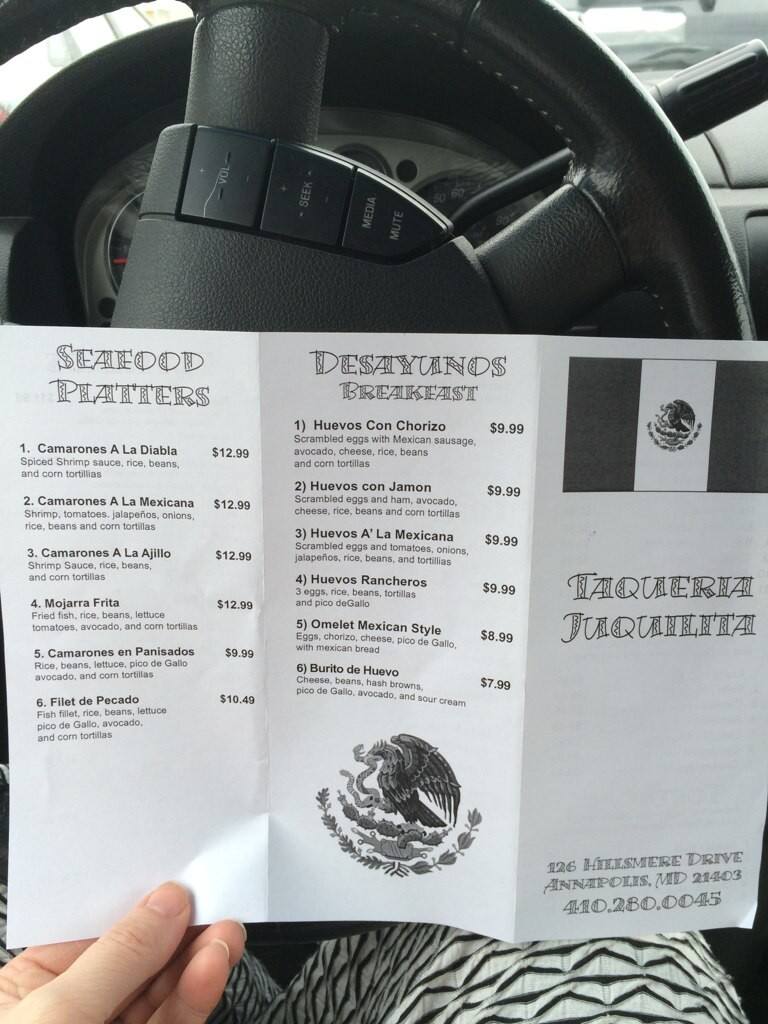 VOL
SEEK
MEDIA
MUTE
SEAFOOD
PLATTERS
1. Camarones A La Diabla $12.99
Spiced Shrimp sauce, rice, beans,
and corn tortillias
2. Camarones A La Mexicana $12.99
Shrimp, tomatoes. jalapeños, onions,
rice, beans and corn tortillas
3. Camarones A La Ajillo $12.99
Shrimp Sauce, rice, beans,
and corn tortillas
4. Mojarra Frita $12.99
Fried fish, rice, beans, lettuce
tomatoes, avocado, and corn tortillas
5. Camarones en Panisados $9.99
Rice, beans, lettuce, pico de Gallo
avocado, and corn tortillas
6. Filet de Pecado $10.49
Fish fillet, rice, beans, lettuce
pico de Gallo, avocado,
and corn tortillas
DESAYUNOS
BREAKFAST
1) Huevos Con Chorizo $9.99
Scrambled eggs with Mexican sausage,
avocado, cheese, rice, beans
and corn tortillas
2) Huevos con Jamon $9.99
Scrambled eggs and ham, avocado,
cheese, rice, beans and corn tortillas
3) Huevos A' La Mexicana $9.99
Scrambled eggs and tomatoes, onions,
jalapeños, rice, beans, and tortillias
4) Huevos Rancheros $9.99
3 eggs, rice, beans, tortillas
and pico deGallo
5) Omelet Mexican Style $8.99
Eggs, chorizo, cheese, pico de Gallo,
with mexican bread
6) Burito de Huevo $7.99
Cheese, beans, hash browns,
pico de Gallo, avocado, and sour cream
TAQUERIA
JUQUILITA
126 HILLSMERE DRIVE
ANNAPOLIS, MD 21403
410.280.0045